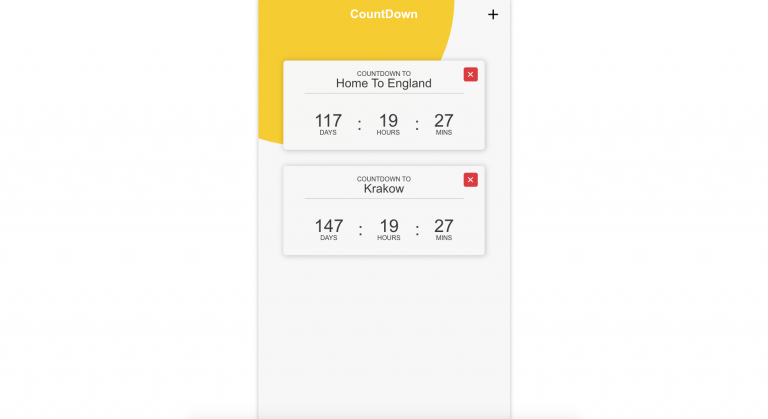 CountDown
+
COUNTDOWN TO
Home To England
117 : 19 : 27
DAYS HOURS MINS
COUNTDOWN TO
Krakow
147 : 19 : 27
DAYS HOURS MINS